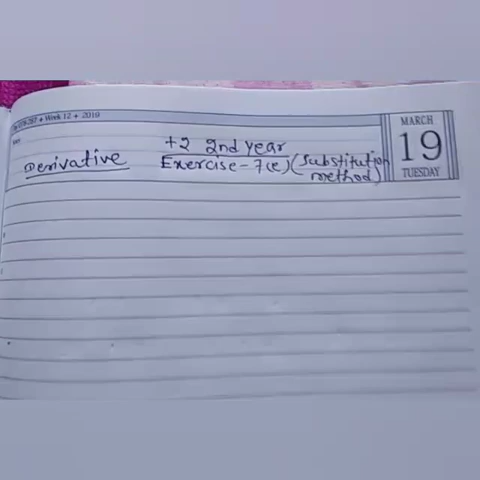 Week 12 + 2019
MARCH
19
TUESDAY
+2 2nd year
Derivative Exercise - 7(e) (Substitution
method)